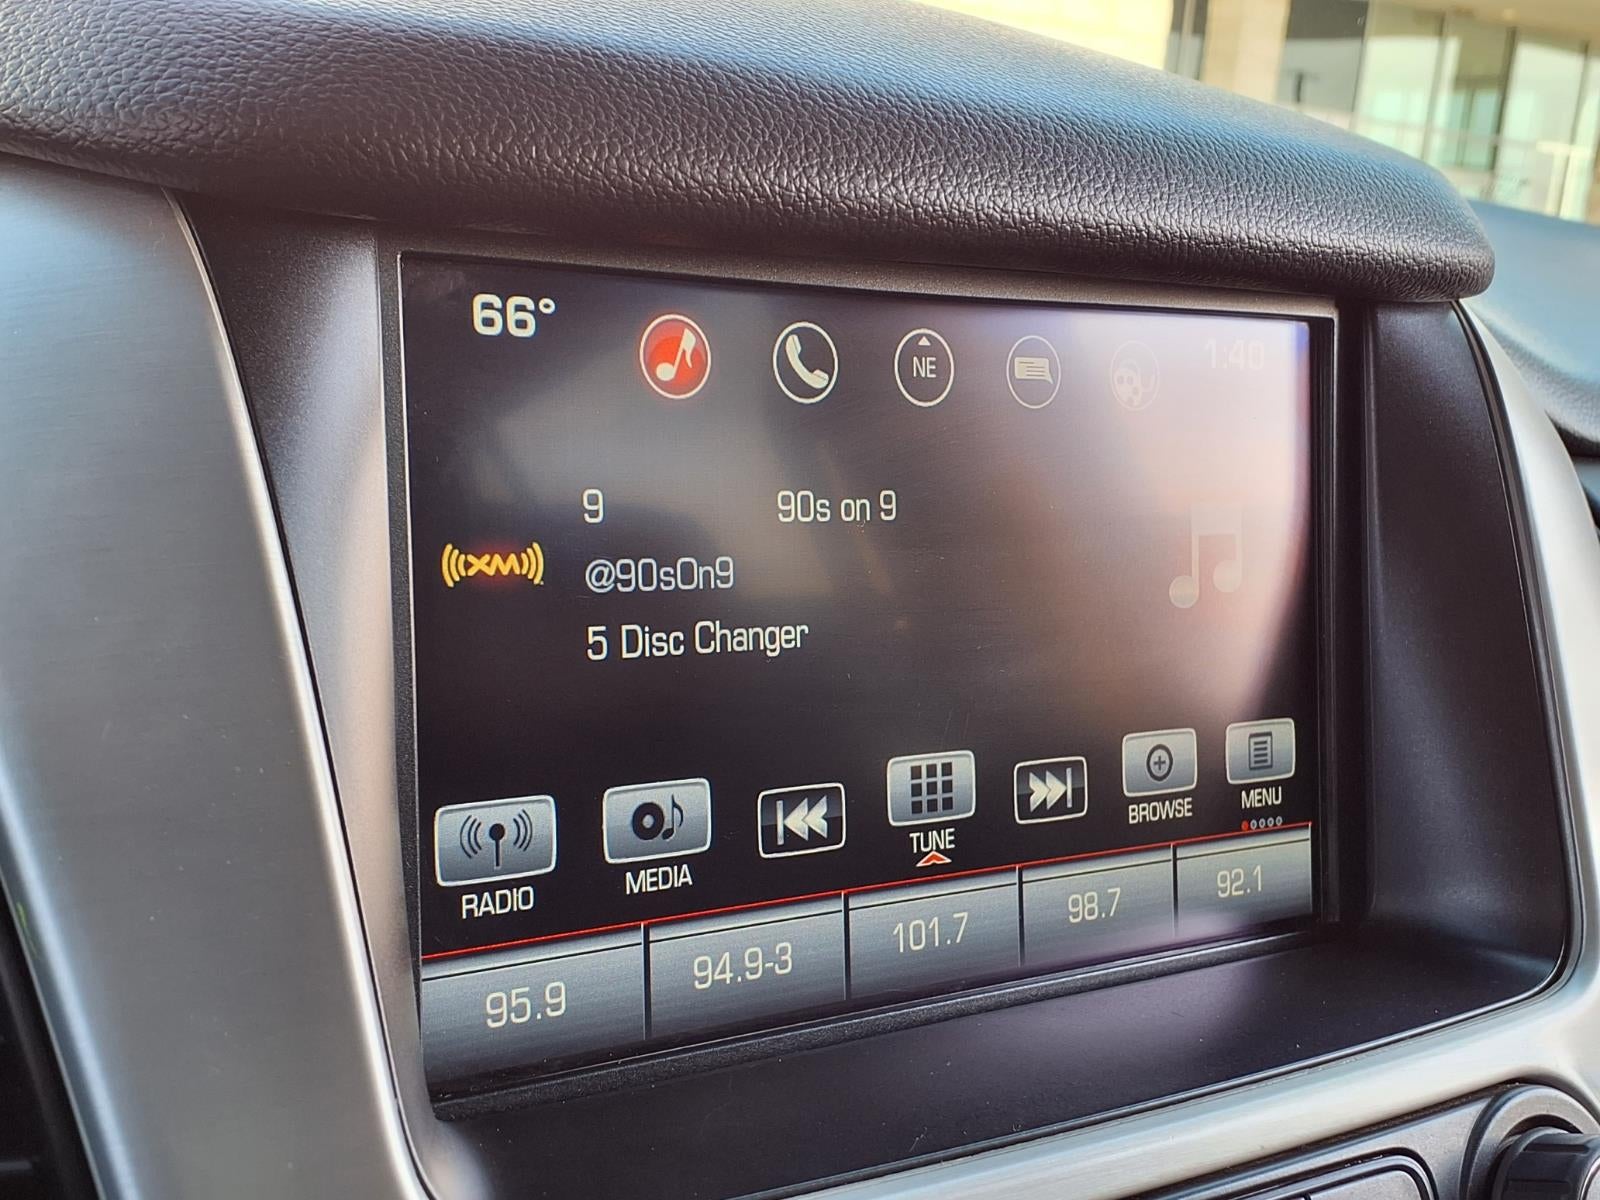 66°
NE
1:40
9 90s on 9
XM
@90sOn9
5 Disc Changer
RADIO
MEDIA
TUNE
BROWSE
MENU
95.9
94.9-3
101.7
98.7
92.1